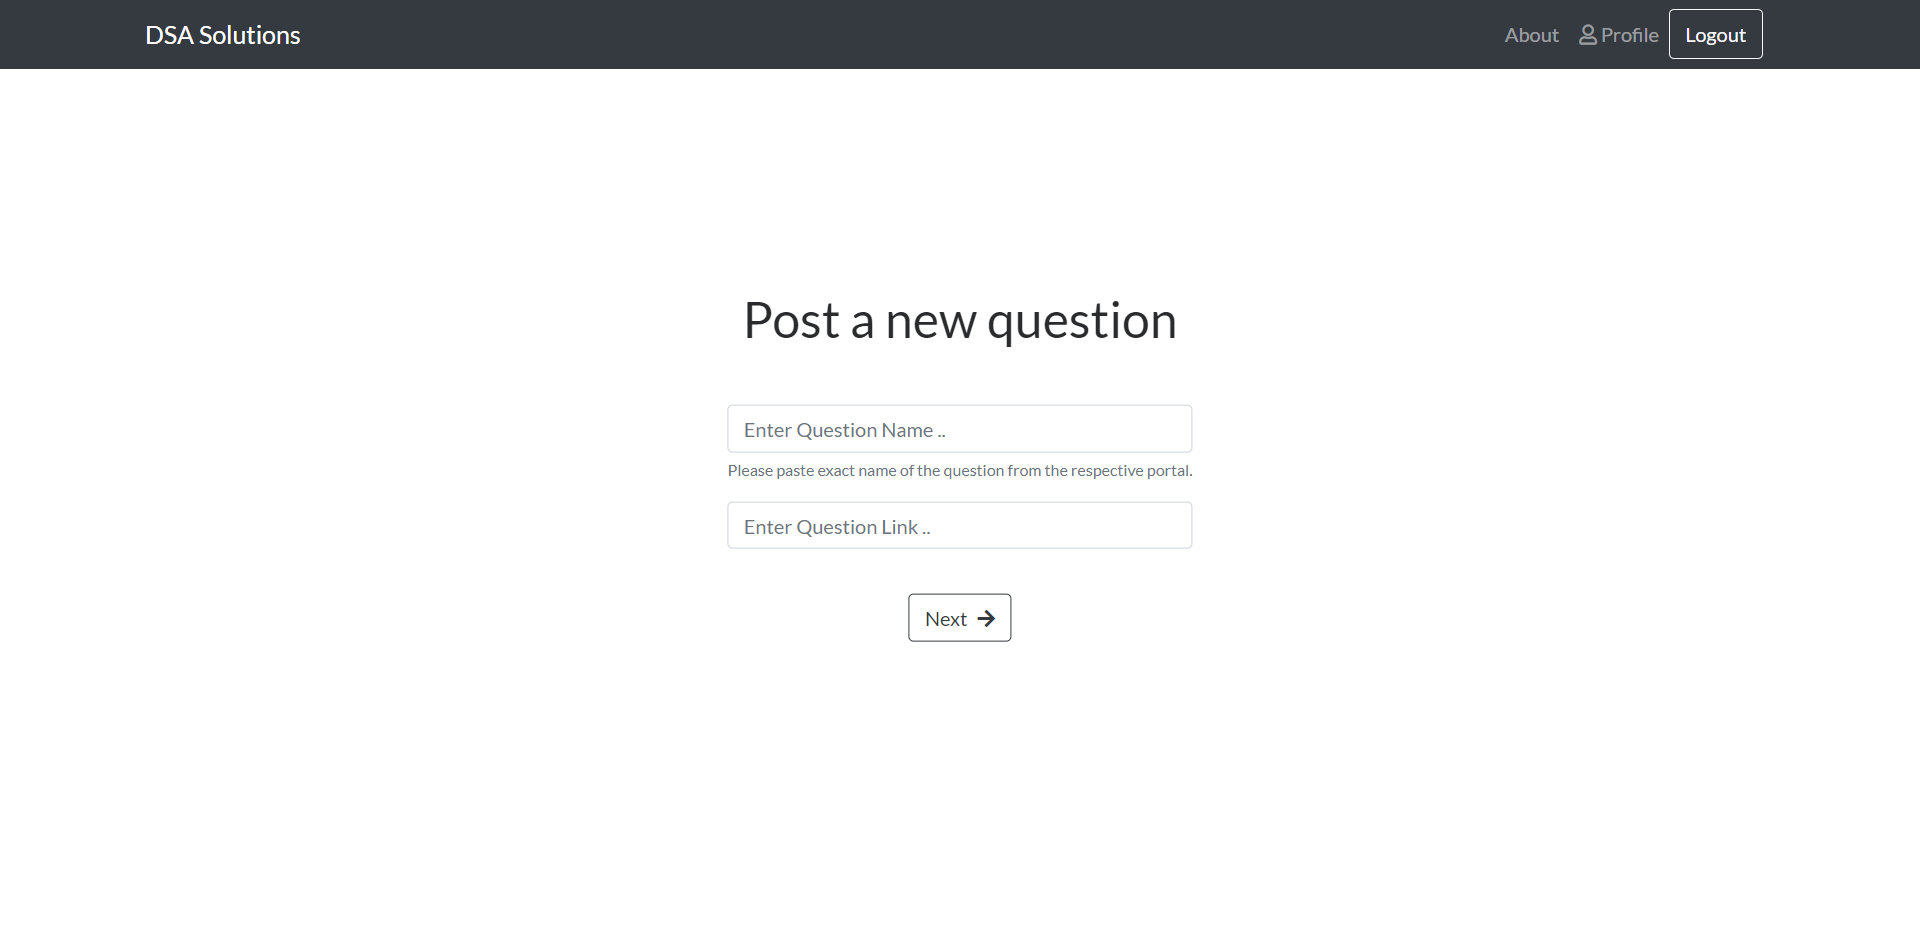 DSA Solutions
About Profile Logout
Post a new question
Enter Question Name ..
Please paste exact name of the question from the respective portal.
Enter Question Link ..
Next